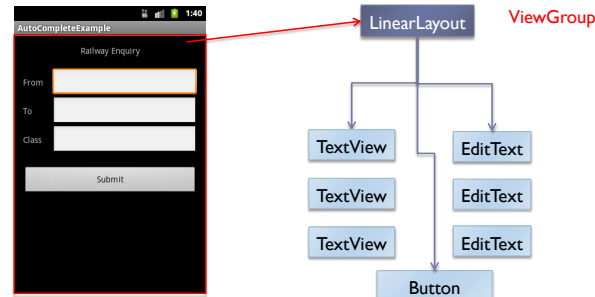 1:40
AutoCompleteExample
Railway Enquiry
From
To
Class
Submit
LinearLayout
ViewGroup
TextView
EditText
TextView
EditText
TextView
EditText
Button